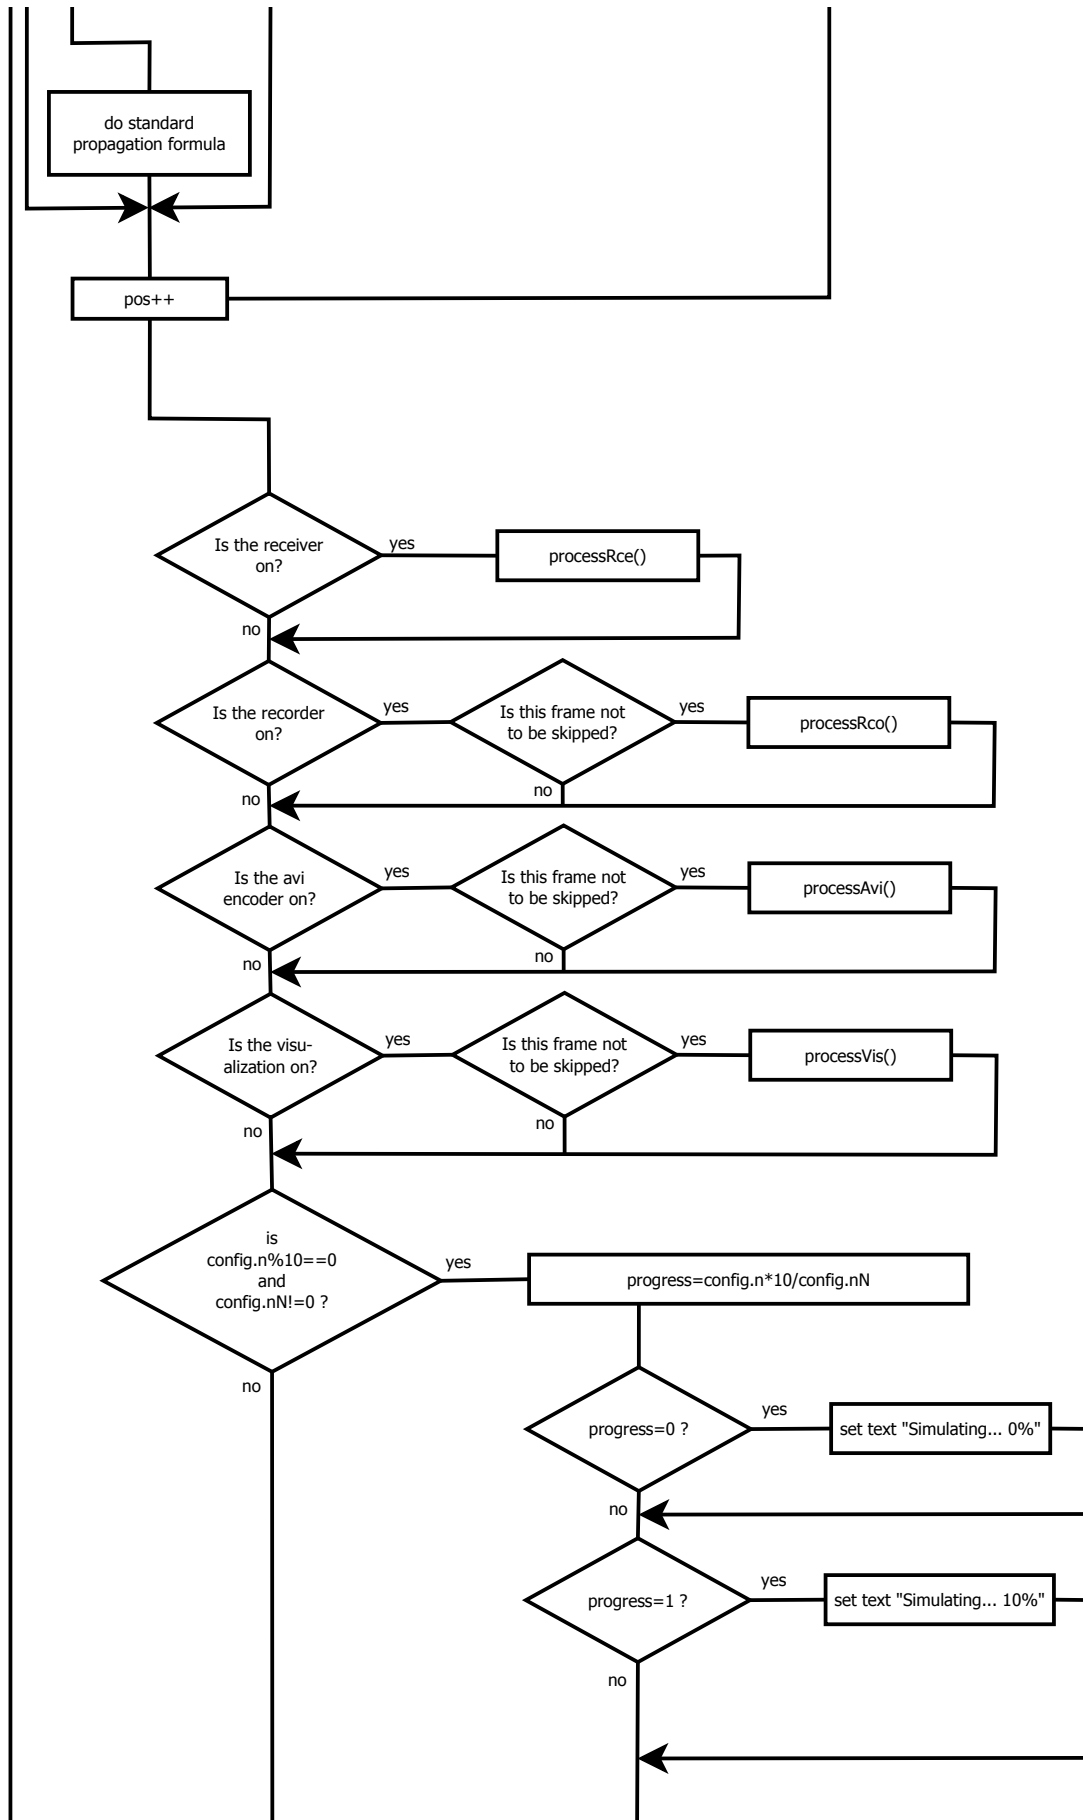 do standard
propagation formula
pos++
Is the receiver
on?
yes
processRce()
no
Is the recorder
on?
yes
Is this frame not
to be skipped?
yes
processRco()
no
no
Is the avi
encoder on?
yes
Is this frame not
to be skipped?
yes
processAvi()
no
no
Is the visu-
alization on?
yes
Is this frame not
to be skipped?
yes
processVis()
no
no
is
config.n%10==0
and
config.nN!=0 ?
yes
progress=config.n*10/config.nN
no
progress=0 ?
yes
set text "Simulating... 0%"
no
progress=1 ?
yes
set text "Simulating... 10%"
no